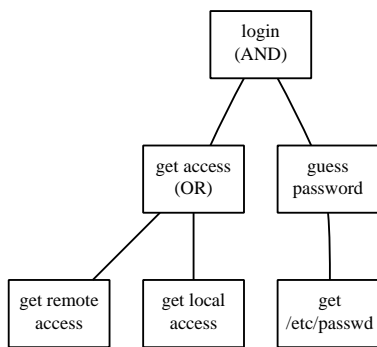 login
(AND)
get access
(OR)
guess
password
get remote
access
get local
access
get
/etc/passwd